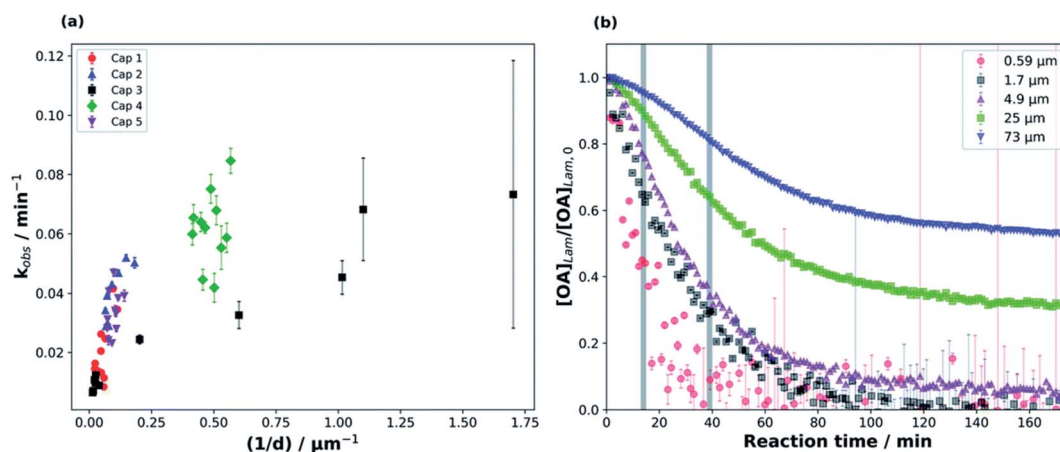 (a)
0.12
0.10
0.08
0.06
0.04
0.02
k_obs / min⁻¹
Cap 1
Cap 2
Cap 3
Cap 4
Cap 5
0.00 0.25 0.50 0.75 1.00 1.25 1.50 1.75
(1/d) / μm⁻¹
(b)
1.0
0.8
0.6
0.4
0.2
0.0
[OA]_Lam/[OA]_Lam, 0
0.59 μm
1.7 μm
4.9 μm
25 μm
73 μm
0 20 40 60 80 100 120 140 160
Reaction time / min